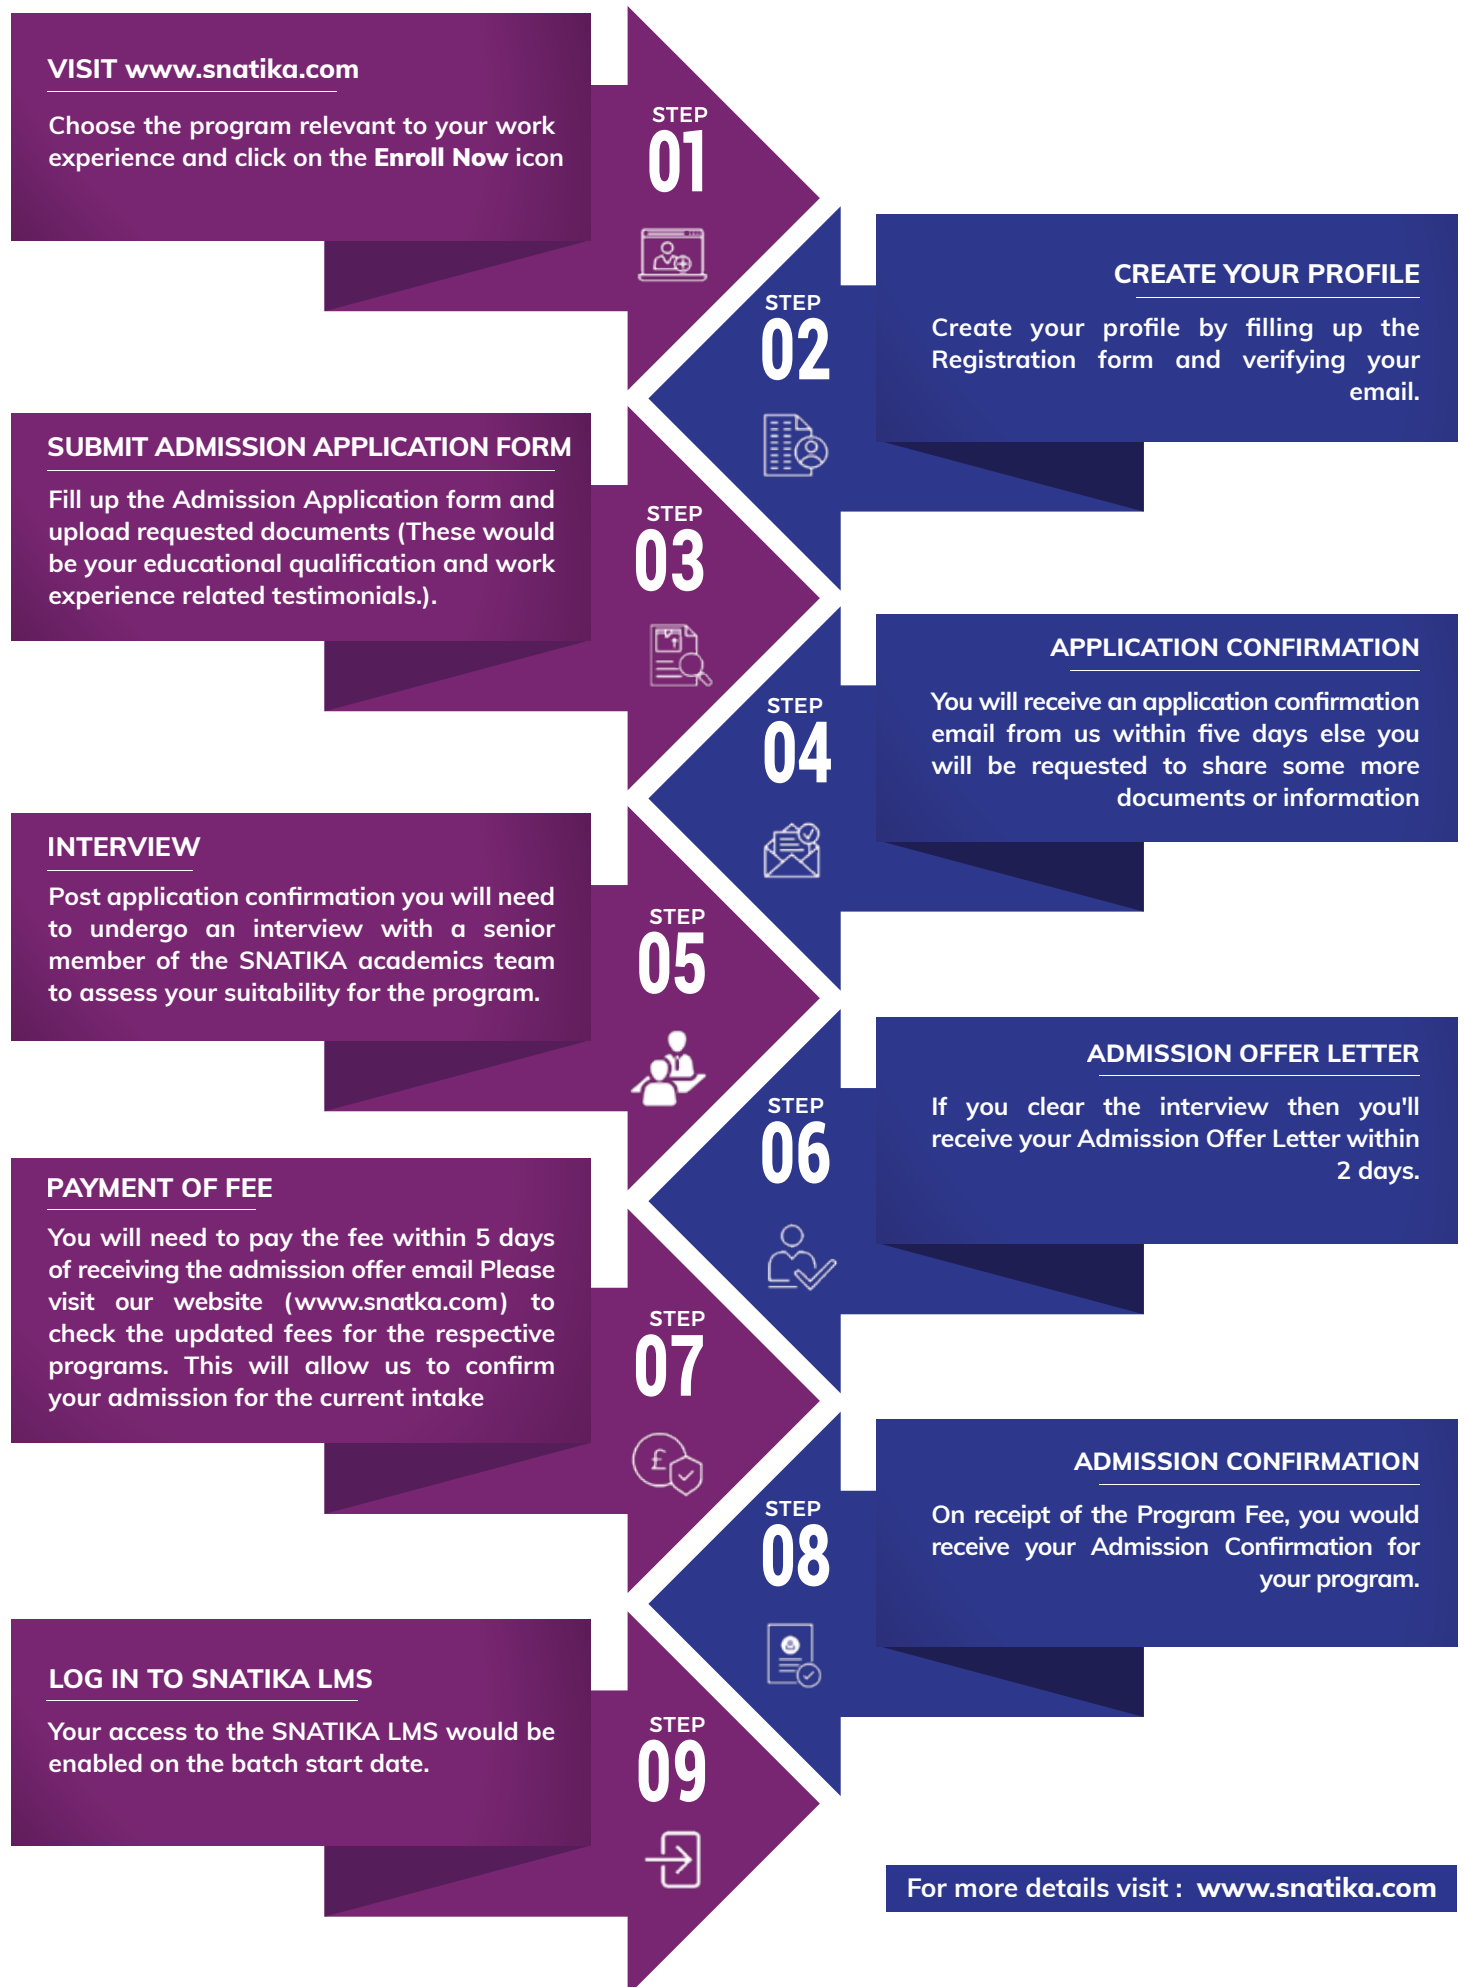 VISIT www.snatika.com
Choose the program relevant to your work
experience and click on the Enroll Now icon
STEP
01
CREATE YOUR PROFILE
Create your profile by filling up the
Registration form and verifying your
email.
STEP
02
SUBMIT ADMISSION APPLICATION FORM
Fill up the Admission Application form and
upload requested documents (These would
be your educational qualification and work
experience related testimonials.).
STEP
03
APPLICATION CONFIRMATION
You will receive an application confirmation
email from us within five days else you
will be requested to share some more
documents or information
STEP
04
INTERVIEW
Post application confirmation you will need
to undergo an interview with a senior
member of the SNATIKA academics team
to assess your suitability for the program.
STEP
05
ADMISSION OFFER LETTER
If you clear the interview then you'll
receive your Admission Offer Letter within
2 days.
STEP
06
PAYMENT OF FEE
You will need to pay the fee within 5 days
of receiving the admission offer email Please
visit our website (www.snatka.com) to
check the updated fees for the respective
programs. This will allow us to confirm
your admission for the current intake
STEP
07
£
ADMISSION CONFIRMATION
On receipt of the Program Fee, you would
receive your Admission Confirmation for
your program.
STEP
08
LOG IN TO SNATIKA LMS
Your access to the SNATIKA LMS would be
enabled on the batch start date.
STEP
09
For more details visit : www.snatika.com